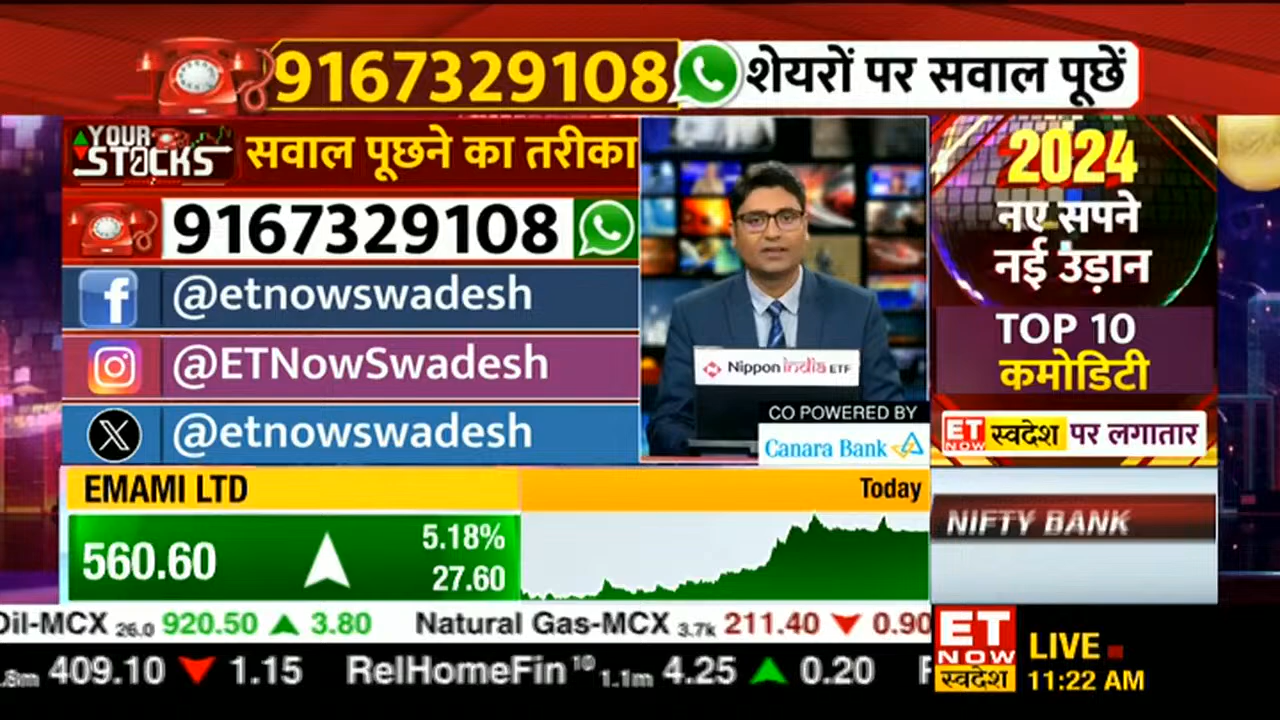 9167329108 शेयरों पर सवाल पूछें
YOUR STOCKS
सवाल पूछने का तरीका
9167329108
@etnowswadesh
@ETNowSwadesh
@etnowswadesh
Nippon india ETF
CO POWERED BY
Canara Bank
2024
नए सपने
नई उड़ान
TOP 10
कमोडिटी
ET NOW स्वदेश पर लगातार
EMAMI LTD
Today
560.60
5.18%
27.60
NIFTY BANK
Oil-MCX 26.0 920.50 ▲ 3.80 Natural Gas-MCX 3.7k 211.40 ▼ 0.90
.8m 409.10 ▼ 1.15 RelHomeFin 10 1.1m 4.25 ▲ 0.20
ET NOW स्वदेश
LIVE
11:22 AM